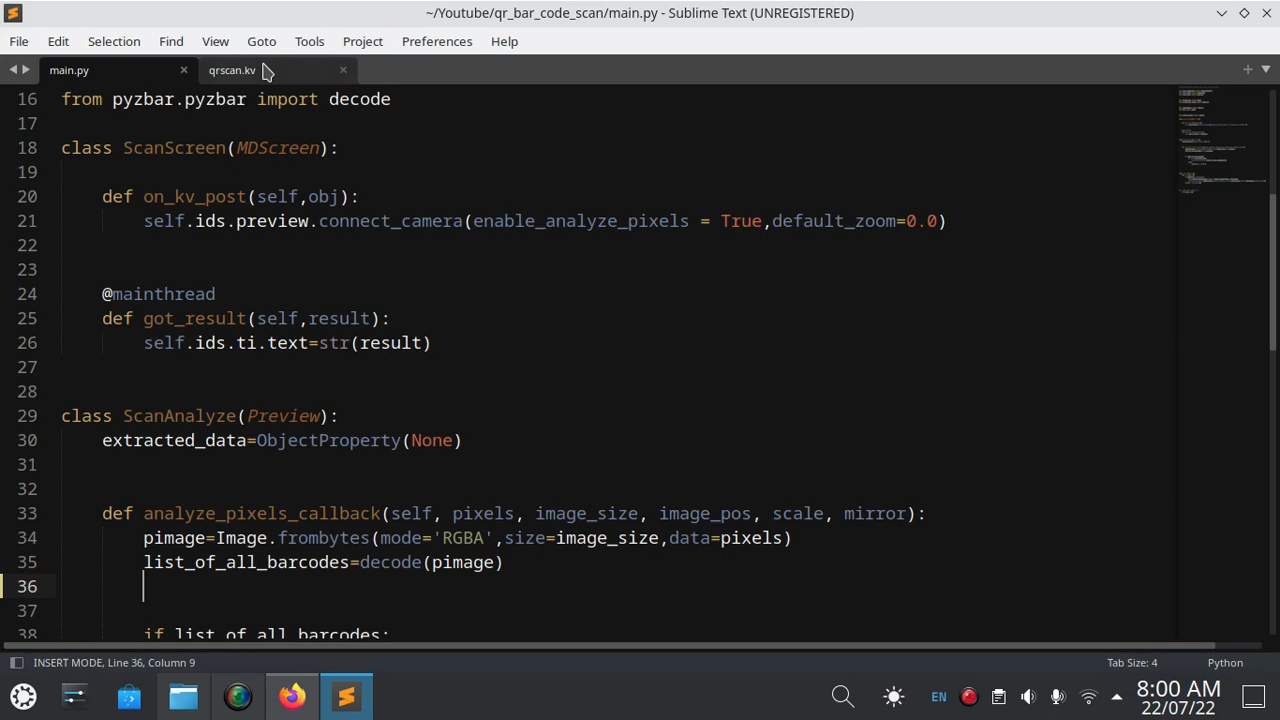 ~/Youtube/qr_bar_code_scan/main.py - Sublime Text (UNREGISTERED)
File Edit Selection Find View Goto Tools Project Preferences Help
main.py qrscan.kv
16 from pyzbar.pyzbar import decode
17
18 class ScanScreen(MDScreen):
19
20 def on_kv_post(self,obj):
21 self.ids.preview.connect_camera(enable_analyze_pixels = True,default_zoom=0.0)
22
23
24 @mainthread
25 def got_result(self,result):
26 self.ids.ti.text=str(result)
27
28
29 class ScanAnalyze(Preview):
30 extracted_data=ObjectProperty(None)
31
32
33 def analyze_pixels_callback(self, pixels, image_size, image_pos, scale, mirror):
34 pimage=Image.frombytes(mode='RGBA',size=image_size,data=pixels)
35 list_of_all_barcodes=decode(pimage)
36
37
38 if list_of_all_barcodes:
INSERT MODE, Line 36, Column 9 Tab Size: 4 Python
EN 8:00 AM
22/07/22